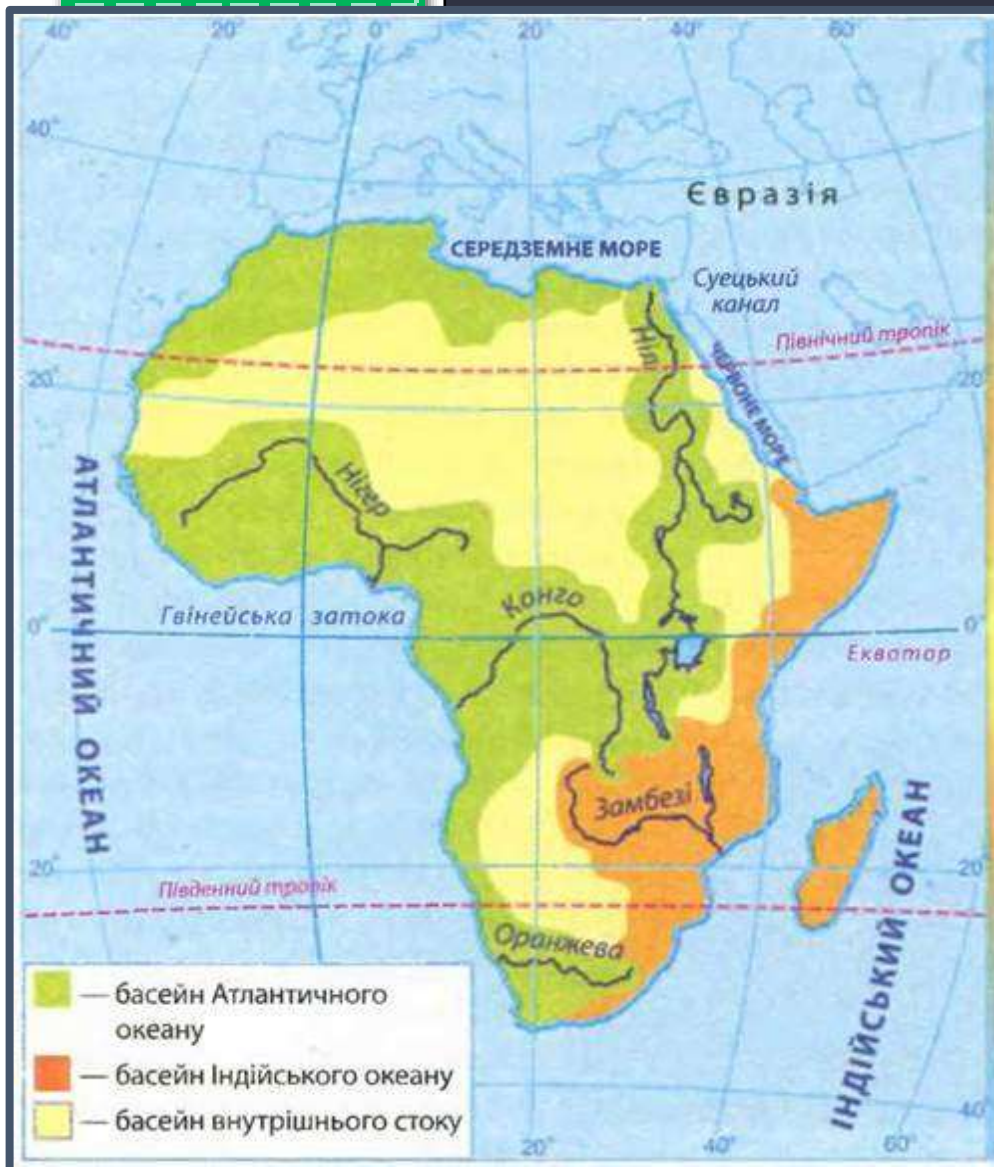 40°
20°
0°
20°
40°
60°
40°
Євразія
СЕРЕДЗЕМНЕ МОРЕ
Суецький
канал
Північний тропік
Ніл
ЧЕРВОНЕ МОРЕ
20°
20°
Нігер
АТЛАНТИЧНИЙ ОКЕАН
Гвінейська затока
Конго
0°
0°
Екватор
Замбезі
ІНДІЙСЬКИЙ ОКЕАН
20°
20°
Південний тропік
Оранжева
— басейн Атлантичного
океану
— басейн Індійського океану
— басейн внутрішнього стоку
20°
40°
60°
40°